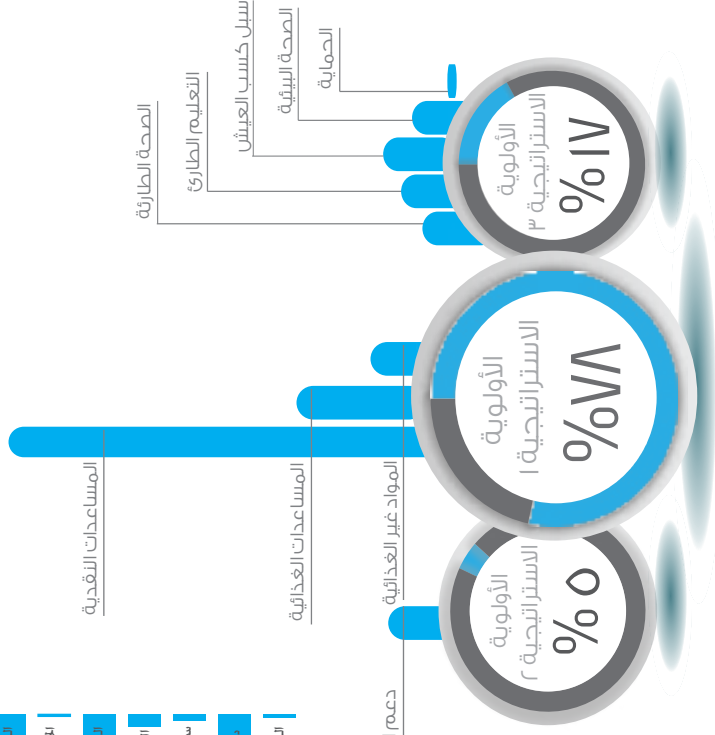 الصحة الطارئة
التعليم الطارئ
سبل كسب العيش
الصحة البيئية
الحماية
المساعدات النقدية
المساعدات الغذائية
المواد غير الغذائية
دعم
الأولوية
الاستراتيجية ٣
%١٧
الأولوية
الاستراتيجية ١
%٧٨
الأولوية
الاستراتيجية ٢
%٥